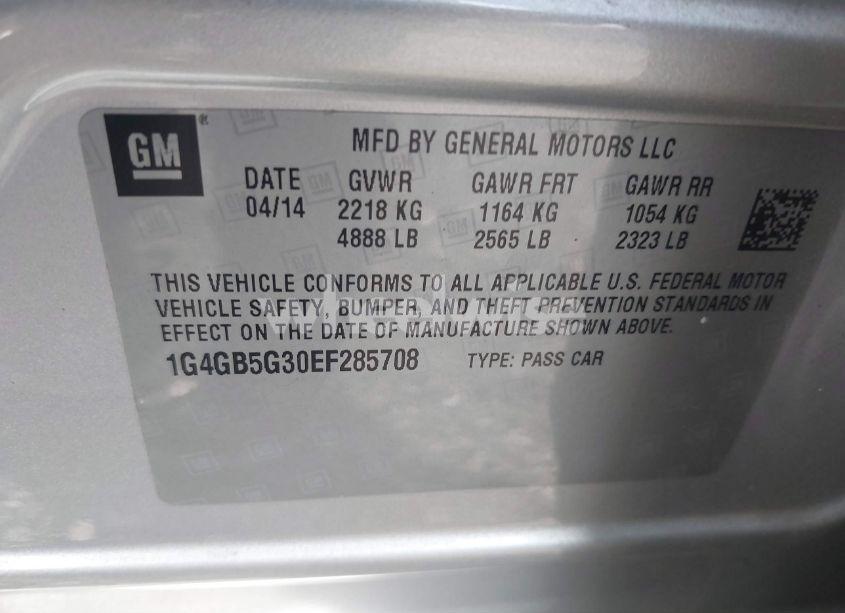 GM
MFD BY GENERAL MOTORS LLC
DATE GVWR GAWR FRT GAWR RR
04/14 2218 KG 1164 KG 1054 KG
4888 LB 2565 LB 2323 LB
THIS VEHICLE CONFORMS TO ALL APPLICABLE U.S. FEDERAL MOTOR
VEHICLE SAFETY, BUMPER, AND THEFT PREVENTION STANDARDS IN
EFFECT ON THE DATE OF MANUFACTURE SHOWN ABOVE.
1G4GB5G30EF285708 TYPE: PASS CAR